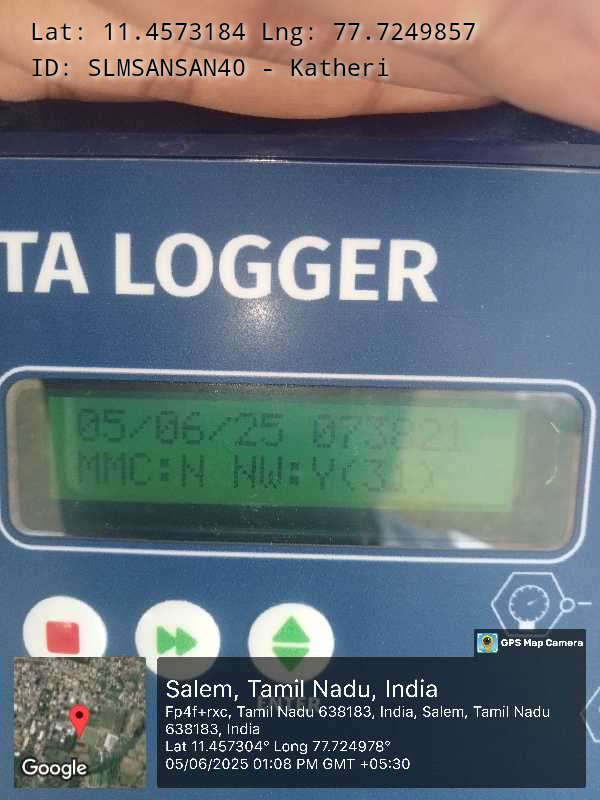 Lat: 11.4573184 Lng: 77.7249857
ID: SLMSANSAN40 - Katheri
TA LOGGER
05/06/25 073821
MMC:N NW:Y(31)
GPS Map Camera
ENTER
Salem, Tamil Nadu, India
Fp4f+rxc, Tamil Nadu 638183, India, Salem, Tamil Nadu
638183, India
Lat 11.457304° Long 77.724978°
05/06/2025 01:08 PM GMT +05:30
Google